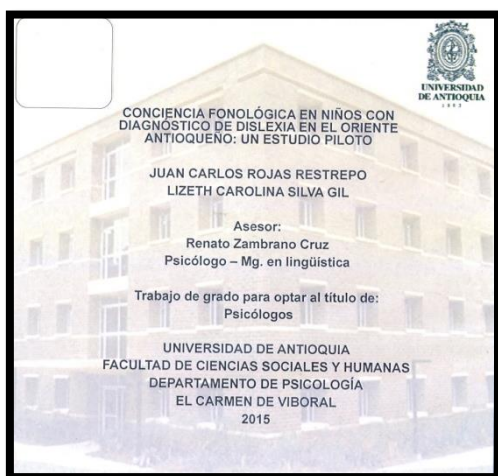 UNIVERSIDAD
DE ANTIOQUIA
1803
CONCIENCIA FONOLÓGICA EN NIÑOS CON
DIAGNÓSTICO DE DISLEXIA EN EL ORIENTE
ANTIOQUEÑO: UN ESTUDIO PILOTO
JUAN CARLOS ROJAS RESTREPO
LIZETH CAROLINA SILVA GIL
Asesor:
Renato Zambrano Cruz
Psicólogo – Mg. en lingüística
Trabajo de grado para optar al título de:
Psicólogos
UNIVERSIDAD DE ANTIOQUIA
FACULTAD DE CIENCIAS SOCIALES Y HUMANAS
DEPARTAMENTO DE PSICOLOGÍA
EL CARMEN DE VIBORAL
2015